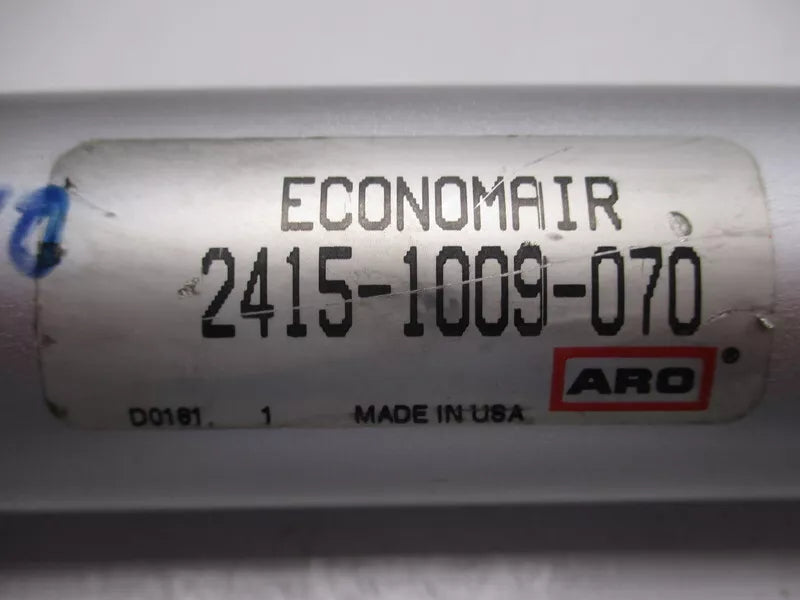 ECONOMAIR
2415-1009-070
ARO®
D0161. 1 MADE IN USA